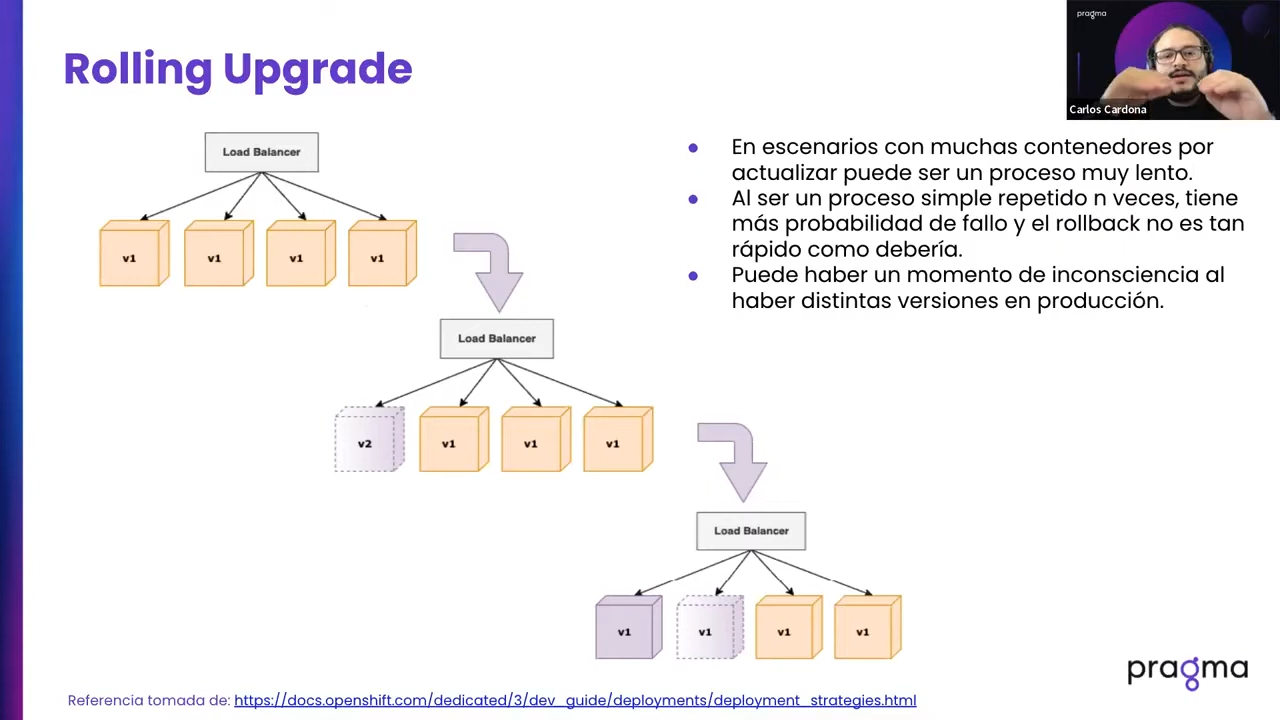 Rolling Upgrade
pragma
Carlos Cardona
Load Balancer
v1
v1
v1
v1
Load Balancer
v2
v1
v1
v1
Load Balancer
v1
v1
v1
v1
En escenarios con muchas contenedores por
actualizar puede ser un proceso muy lento.
Al ser un proceso simple repetido n veces, tiene
más probabilidad de fallo y el rollback no es tan
rápido como debería.
Puede haber un momento de inconsciencia al
haber distintas versiones en producción.
pragma
Referencia tomada de: https://docs.openshift.com/dedicated/3/dev_guide/deployments/deployment_strategies.html